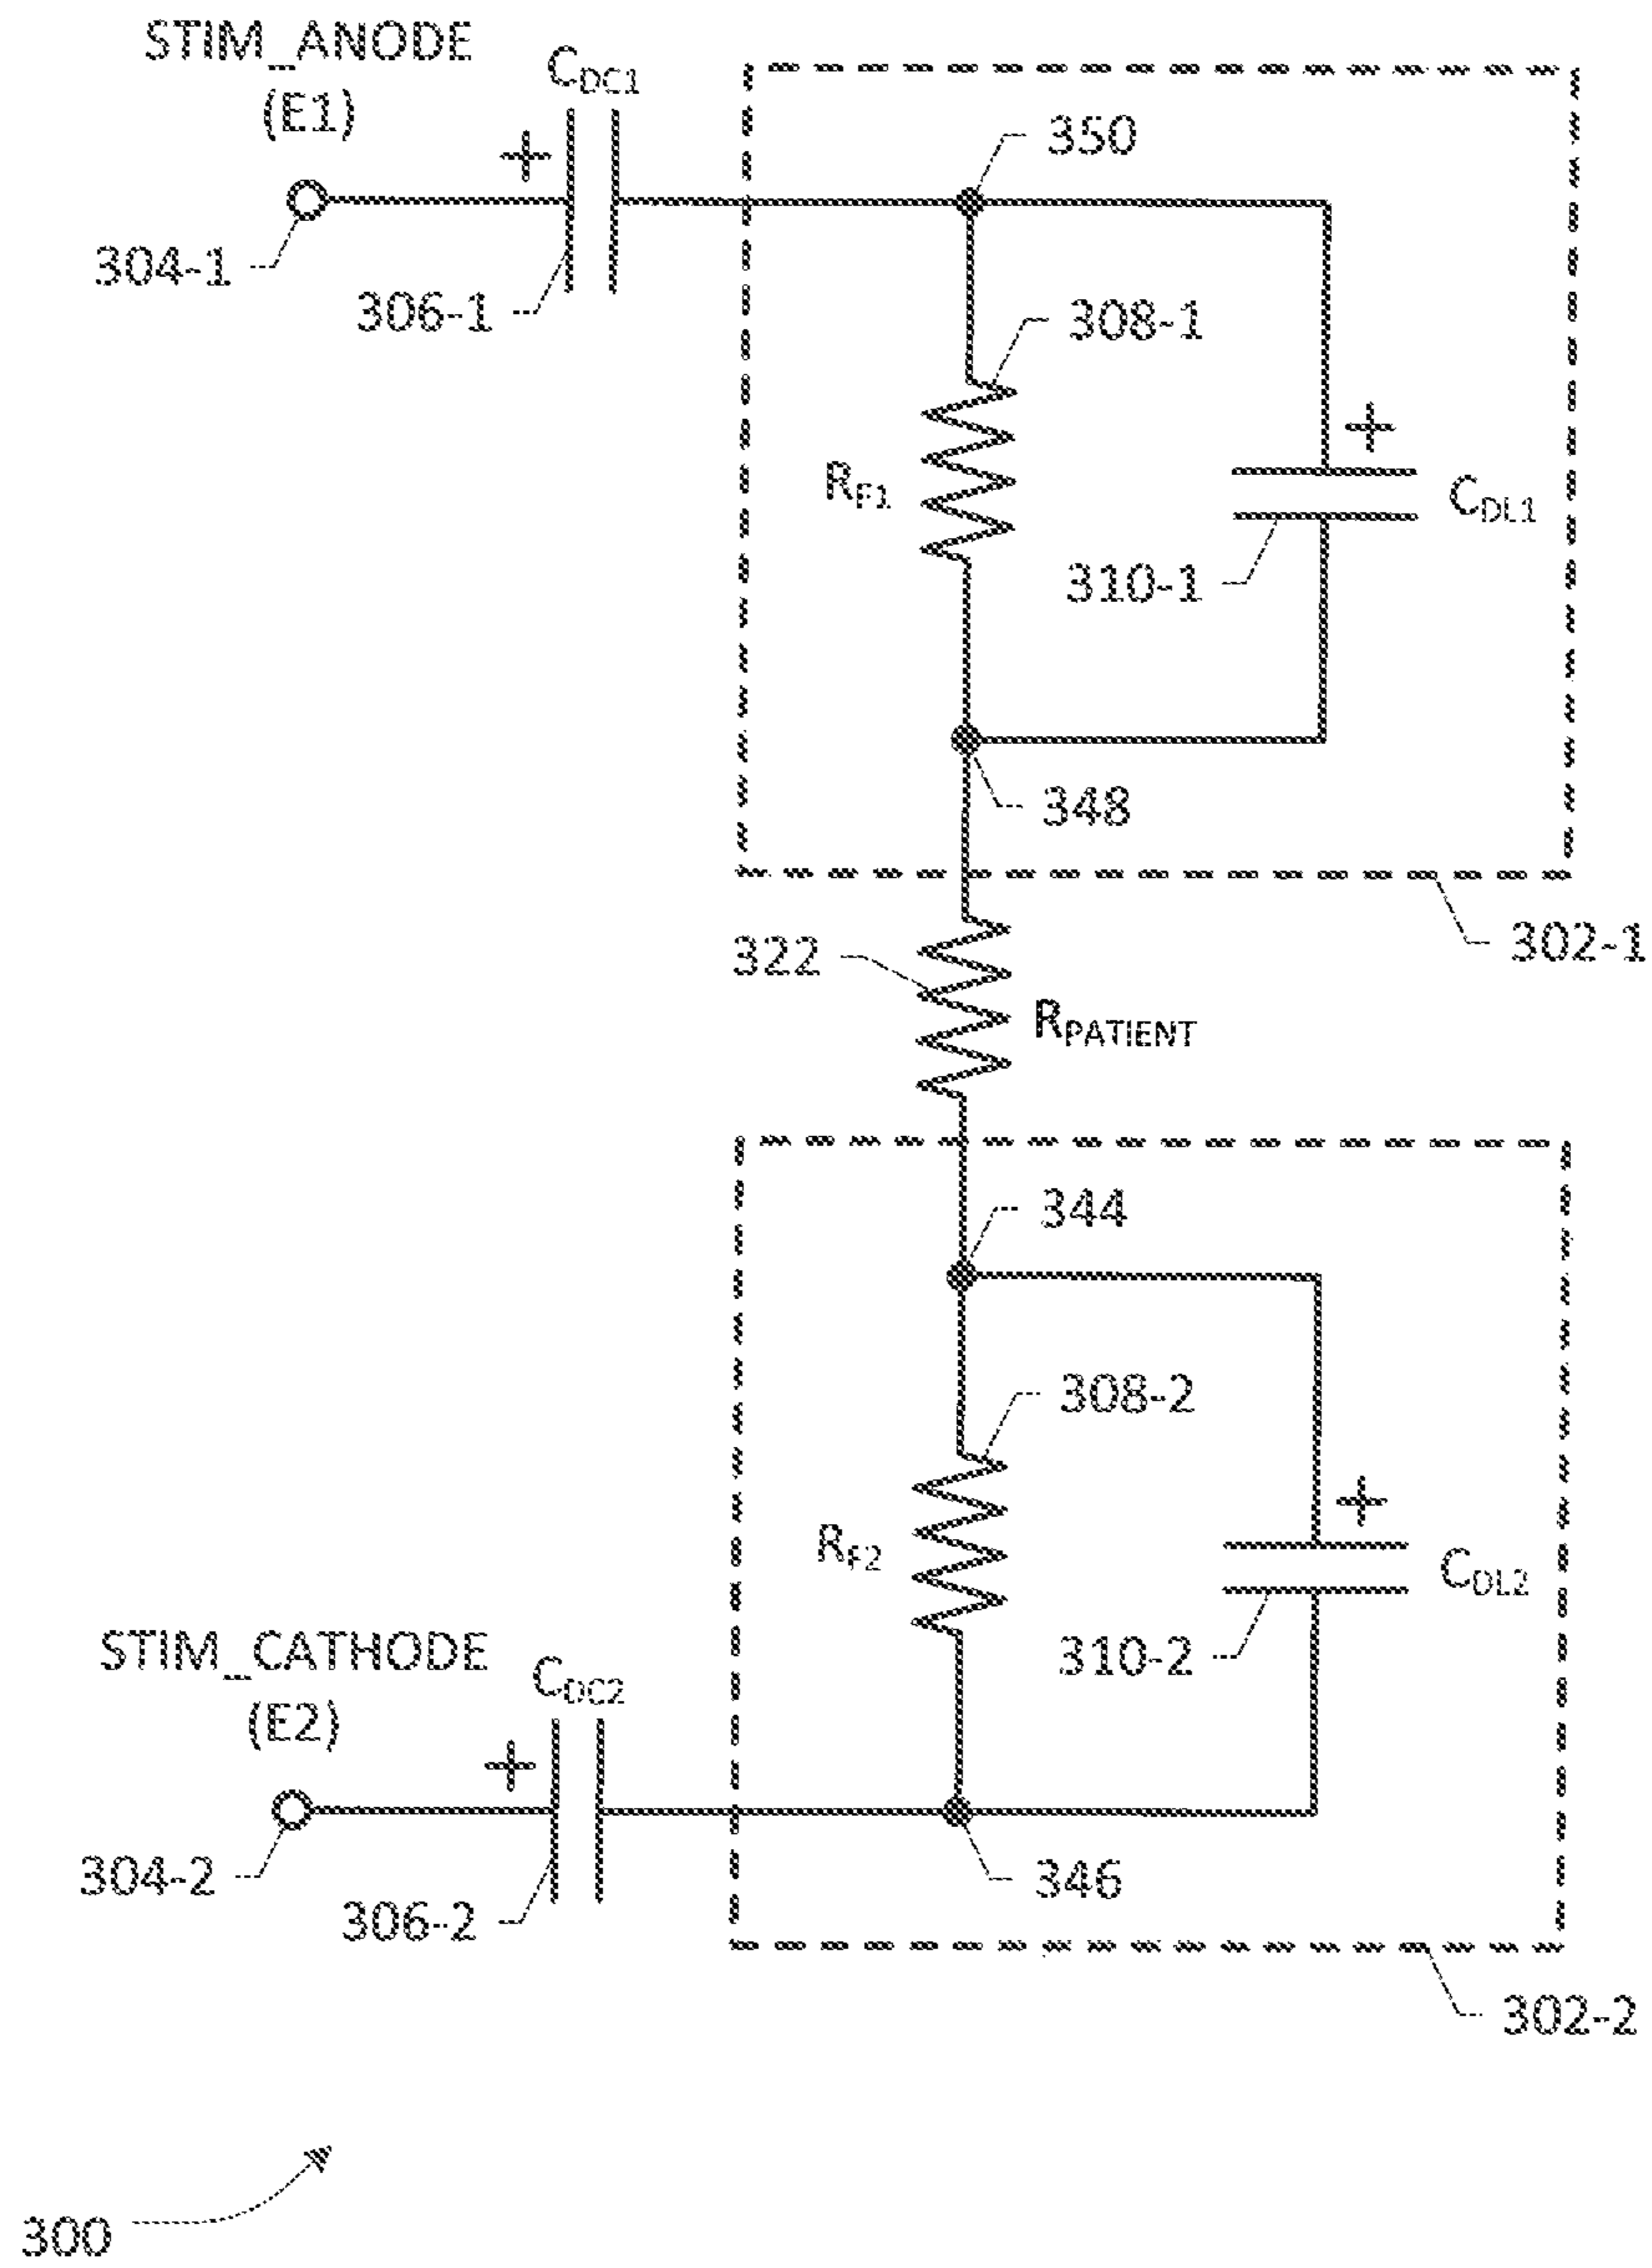 STIM_ANODE
(E1)
C_DC1
+
350
304-1
306-1
308-1
+
R_F1
C_DL1
310-1
348
302-1
322
R_PATIENT
344
308-2
+
R_F2
C_DL2
310-2
STIM_CATHODE
(E2)
C_DC2
+
304-2
306-2
346
302-2
300